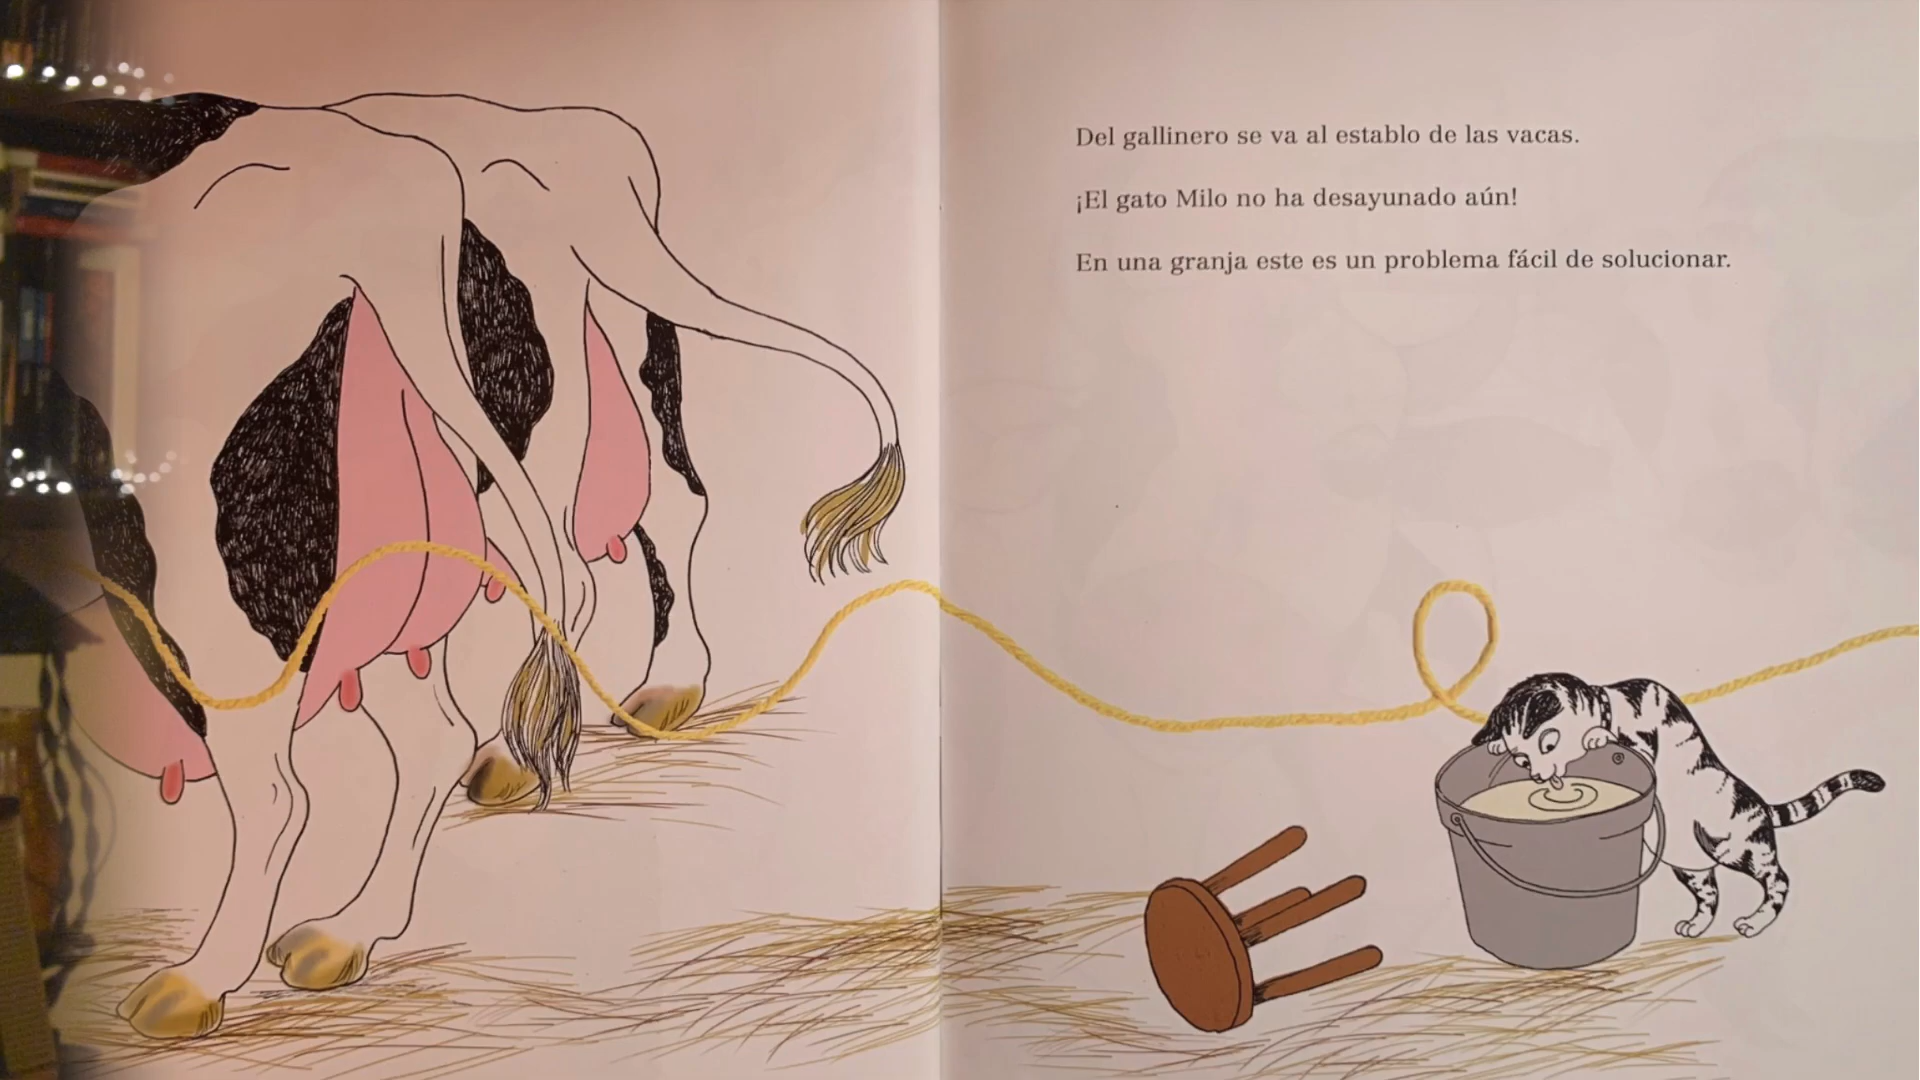 Del gallinero se va al establo de las vacas.
¡El gato Milo no ha desayunado aún!
En una granja este es un problema fácil de solucionar.